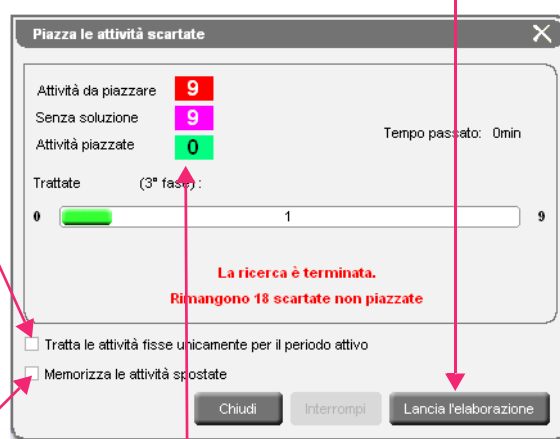 Piazza le attività scartate
Attività da piazzare 9
Senza soluzione 9
Attività piazzate 0
Tempo passato: 0min
Trattate (3ª fase) :
0 1 9
La ricerca è terminata.
Rimangono 18 scartate non piazzate
Tratta le attività fisse unicamente per il periodo attivo
Memorizza le attività spostate
Chiudi Interrompi Lancia l'elaborazione